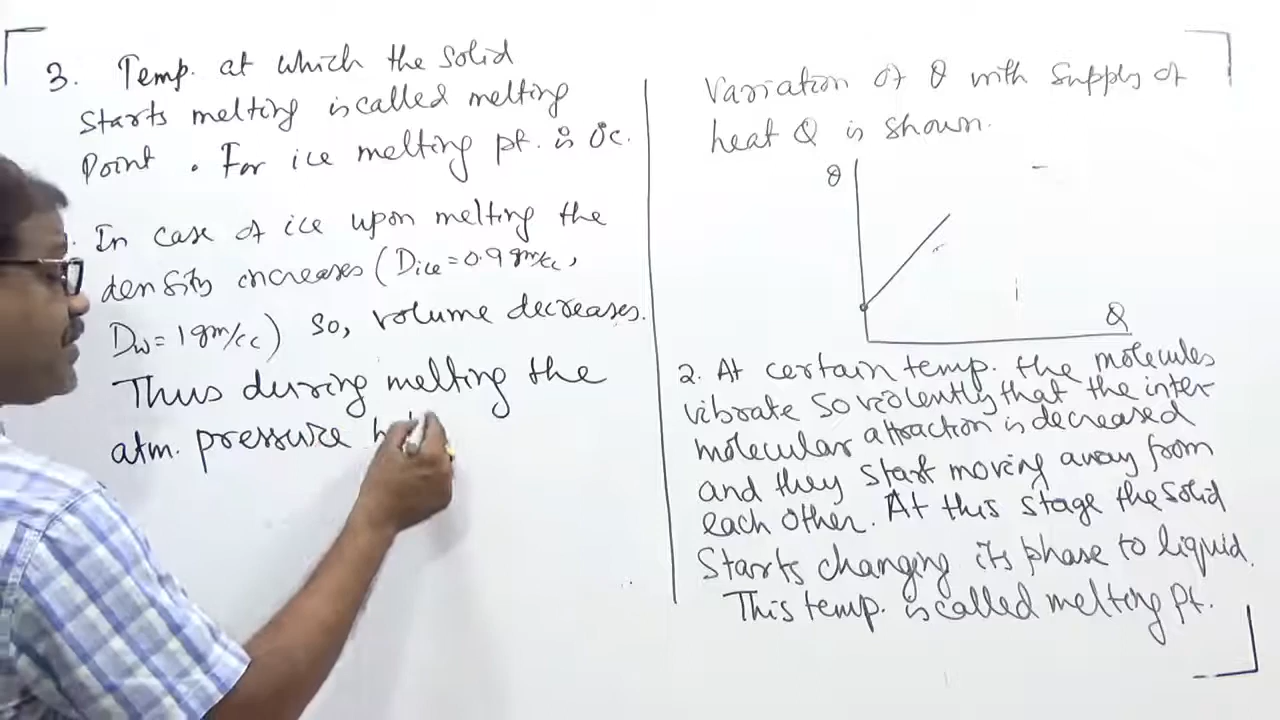 3. Temp. at which the solid
starts melting is called melting
point. For ice melting pt. is 0°c.
In case of ice upon melting the
density increases (Dice = 0.9 gm/cc,
Dw = 1 gm/cc) So, volume decreases.
Thus during melting the
atm. pressure
Variation of θ with supply of
heat Q is shown.
θ
Q
2. At certain temp. the molecules
vibrate so violently that the inter-
molecular attraction is decreased
and they start moving away from
each other. At this stage the solid
starts changing its phase to liquid.
This temp. is called melting pt.